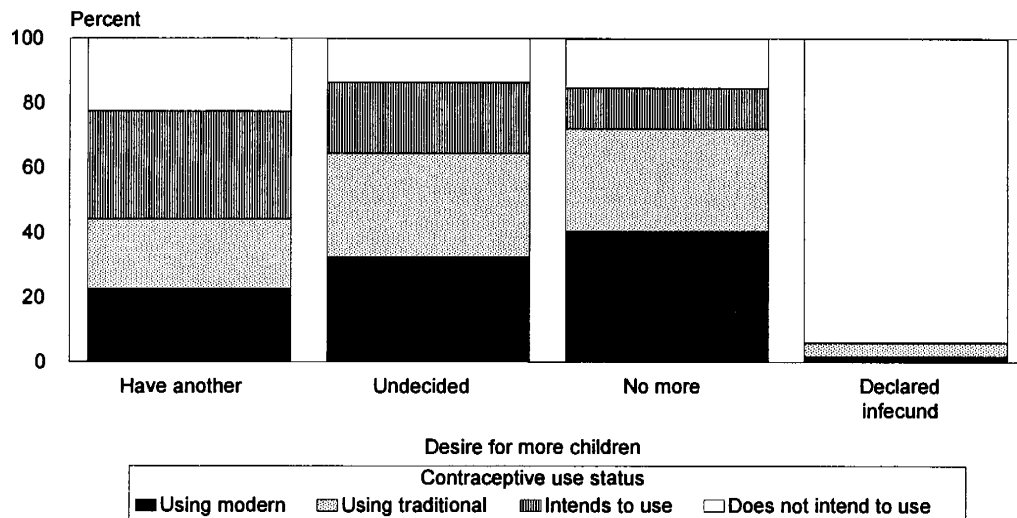 Percent
100
80
60
40
20
0
Have another Undecided No more Declared infecund
Desire for more children
Contraceptive use status
Using modern Using traditional Intends to use Does not intend to use